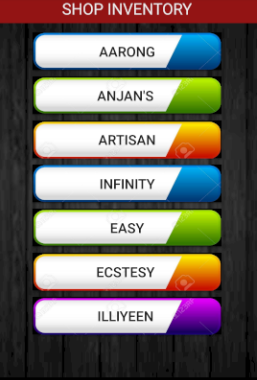 SHOP INVENTORY
AARONG
ANJAN'S
ARTISAN
INFINITY
EASY
ECSTESY
ILLIYEEN